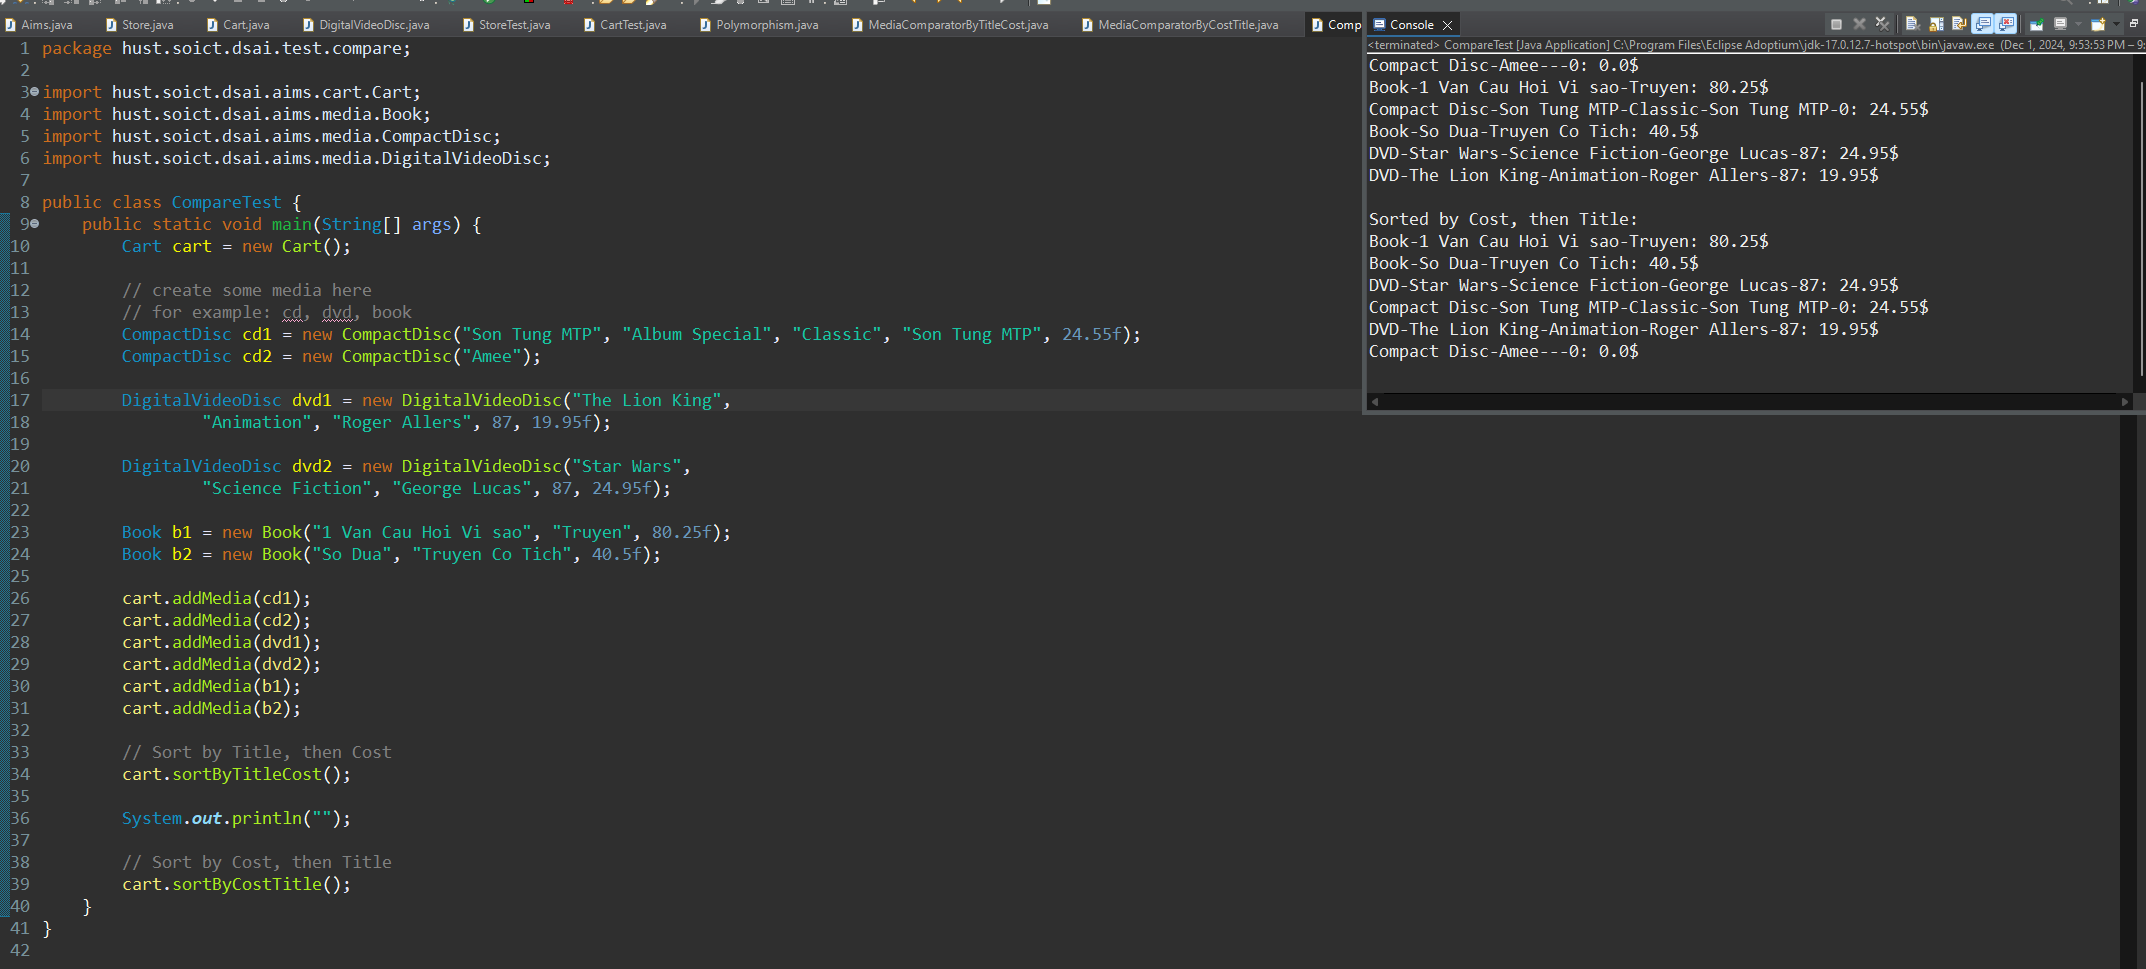 Aims.java Store.java Cart.java DigitalVideoDisc.java StoreTest.java CartTest.java Polymorphism.java MediaComparatorByTitleCost.java MediaComparatorByCostTitle.java Comp
1 package hust.soict.dsai.test.compare;
2
3 import hust.soict.dsai.aims.cart.Cart;
4 import hust.soict.dsai.aims.media.Book;
5 import hust.soict.dsai.aims.media.CompactDisc;
6 import hust.soict.dsai.aims.media.DigitalVideoDisc;
7
8 public class CompareTest {
9     public static void main(String[] args) {
10         Cart cart = new Cart();
11
12         // create some media here
13         // for example: cd, dvd, book
14         CompactDisc cd1 = new CompactDisc("Son Tung MTP", "Album Special", "Classic", "Son Tung MTP", 24.55f);
15         CompactDisc cd2 = new CompactDisc("Amee");
16
17         DigitalVideoDisc dvd1 = new DigitalVideoDisc("The Lion King",
18                 "Animation", "Roger Allers", 87, 19.95f);
19
20         DigitalVideoDisc dvd2 = new DigitalVideoDisc("Star Wars",
21                 "Science Fiction", "George Lucas", 87, 24.95f);
22
23         Book b1 = new Book("1 Van Cau Hoi Vi sao", "Truyen", 80.25f);
24         Book b2 = new Book("So Dua", "Truyen Co Tich", 40.5f);
25
26         cart.addMedia(cd1);
27         cart.addMedia(cd2);
28         cart.addMedia(dvd1);
29         cart.addMedia(dvd2);
30         cart.addMedia(b1);
31         cart.addMedia(b2);
32
33         // Sort by Title, then Cost
34         cart.sortByTitleCost();
35
36         System.out.println("");
37
38         // Sort by Cost, then Title
39         cart.sortByCostTitle();
40     }
41 }
42
Console
<terminated> CompareTest [Java Application] C:\Program Files\Eclipse Adoptium\jdk-17.0.12.7-hotspot\bin\javaw.exe (Dec 1, 2024, 9:53:53 PM – 9:
Compact Disc-Amee---0: 0.0$
Book-1 Van Cau Hoi Vi sao-Truyen: 80.25$
Compact Disc-Son Tung MTP-Classic-Son Tung MTP-0: 24.55$
Book-So Dua-Truyen Co Tich: 40.5$
DVD-Star Wars-Science Fiction-George Lucas-87: 24.95$
DVD-The Lion King-Animation-Roger Allers-87: 19.95$

Sorted by Cost, then Title:
Book-1 Van Cau Hoi Vi sao-Truyen: 80.25$
Book-So Dua-Truyen Co Tich: 40.5$
DVD-Star Wars-Science Fiction-George Lucas-87: 24.95$
Compact Disc-Son Tung MTP-Classic-Son Tung MTP-0: 24.55$
DVD-The Lion King-Animation-Roger Allers-87: 19.95$
Compact Disc-Amee---0: 0.0$